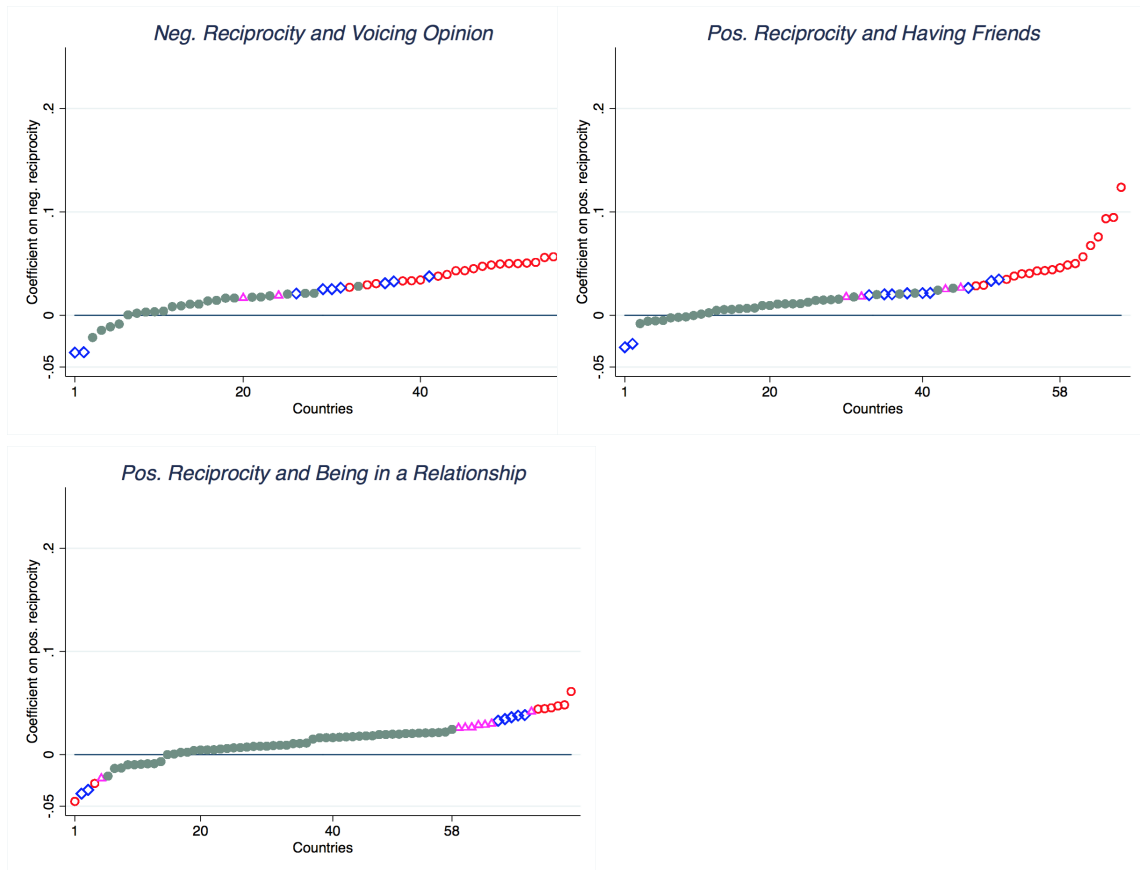 Neg. Reciprocity and Voicing Opinion
Coefficient on neg. reciprocity
.2
.1
0
-.05
1
20
40
Countries
Pos. Reciprocity and Having Friends
Coefficient on pos. reciprocity
.2
.1
0
-.05
1
20
40
58
Countries
Pos. Reciprocity and Being in a Relationship
Coefficient on pos. reciprocity
.2
.1
0
-.05
1
20
40
58
Countries